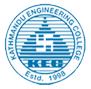 KATHMANDU ENGINEERING COLLEGE
KEC
Estd. 1998